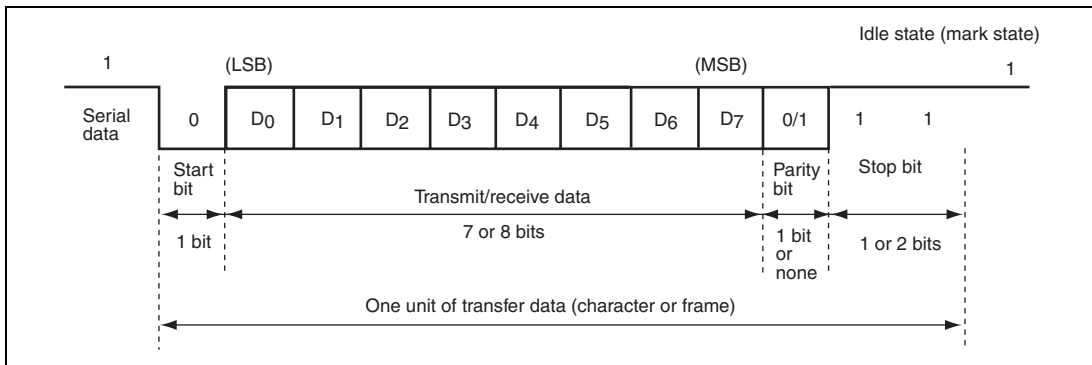 Idle state (mark state)
1 (LSB) (MSB) 1
Serial
data
0 D0 D1 D2 D3 D4 D5 D6 D7 0/1 1 1
Start
bit
Parity
bit
Stop bit
Transmit/receive data
1 bit
7 or 8 bits
1 bit
or
none
1 or 2 bits
One unit of transfer data (character or frame)